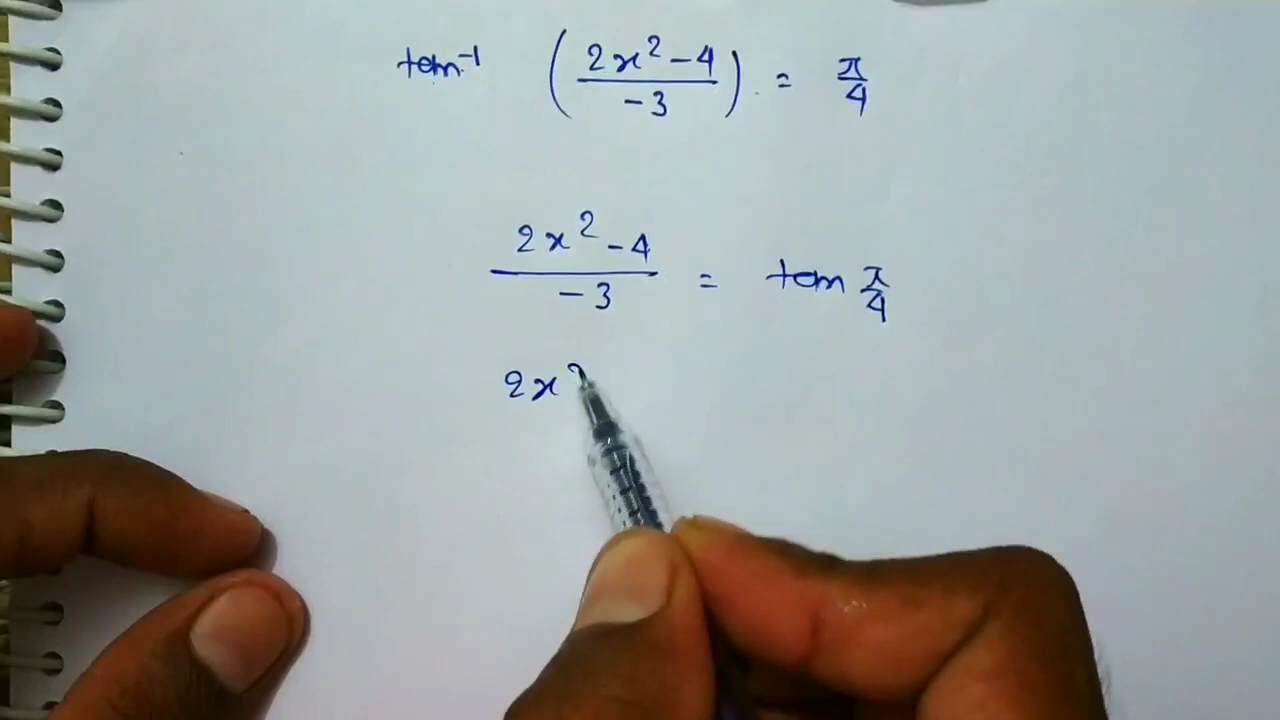 tan⁻¹ ( (2x² - 4) / (-3) ) = π/4
(2x² - 4) / (-3) = tan π/4
2x²